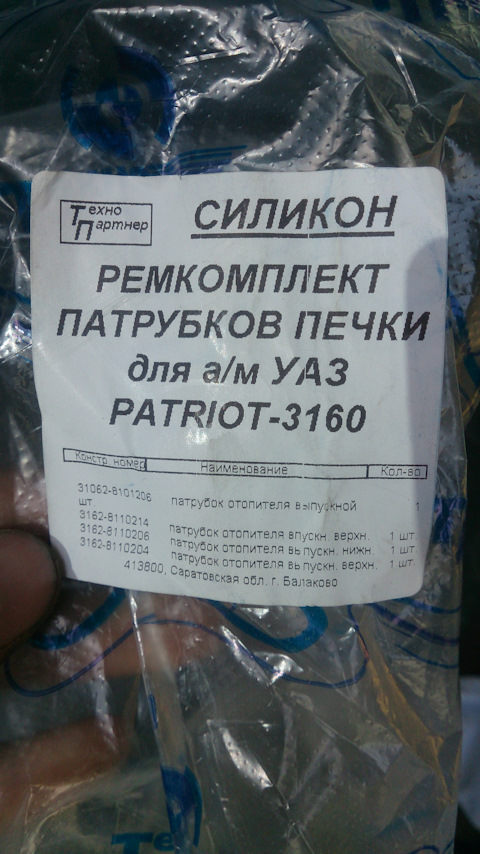 Техно
Партнер
СИЛИКОН
РЕМКОМПЛЕКТ
ПАТРУБКОВ ПЕЧКИ
для а/м УАЗ
PATRIOT-3160
Констр. номер Наименование Кол-во
31062-8101206 патрубок отопителя выпускной 1
шт
3162-8110214 патрубок отопителя впускн. верхн. 1 шт.
3162-8110206 патрубок отопителя выпускн. нижн. 1 шт.
3162-8110204 патрубок отопителя выпускн. верхн. 1 шт.
413800, Саратовская обл. г. Балаково